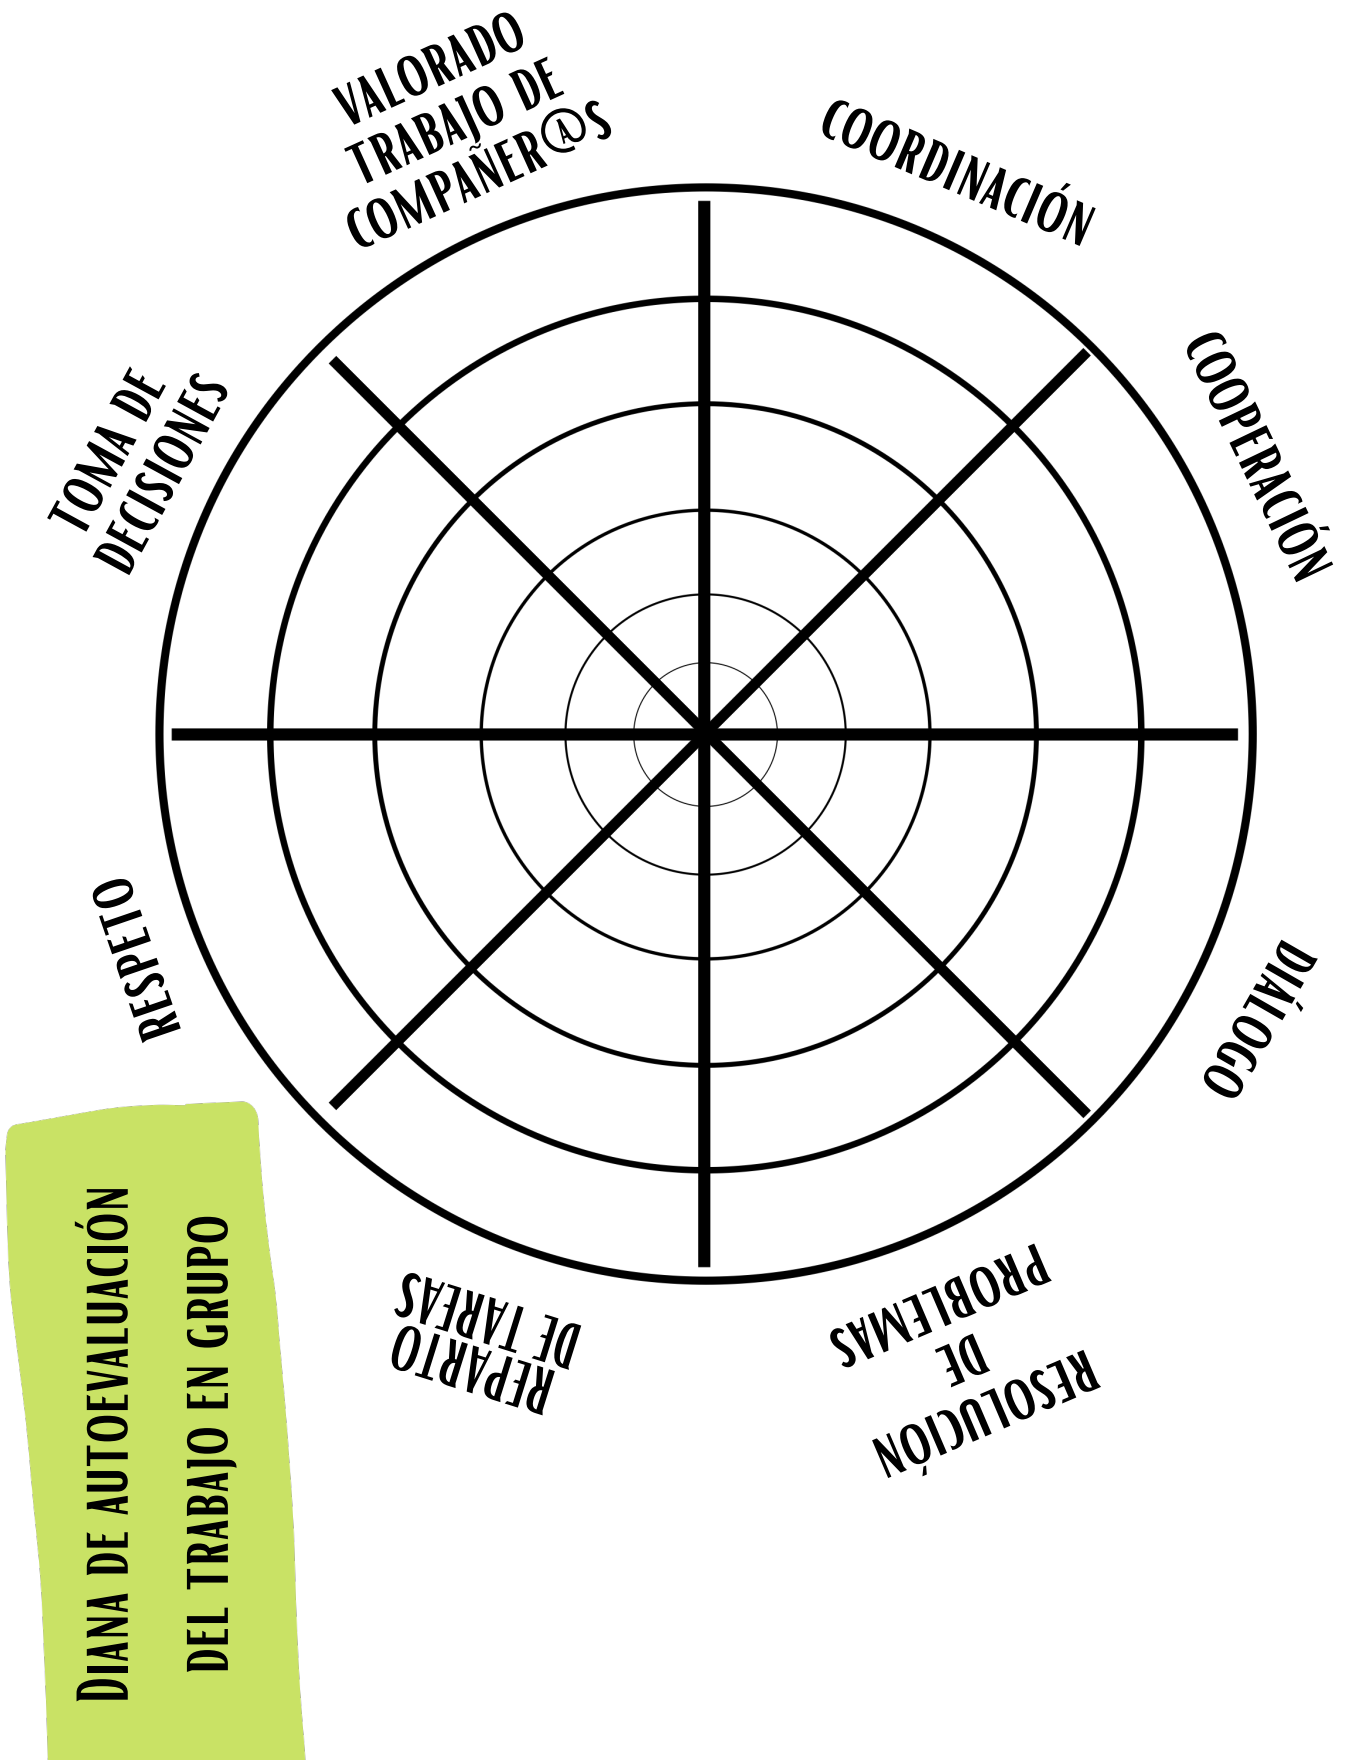 VALORADO
TRABAJO DE
COMPAÑER@S
COORDINACIÓN
COOPERACIÓN
DIÁLOGO
RESOLUCIÓN
DE
PROBLEMAS
REPARTO
DE TAREAS
RESPETO
TOMA DE
DECISIONES
DIANA DE AUTOEVALUACIÓN
DEL TRABAJO EN GRUPO